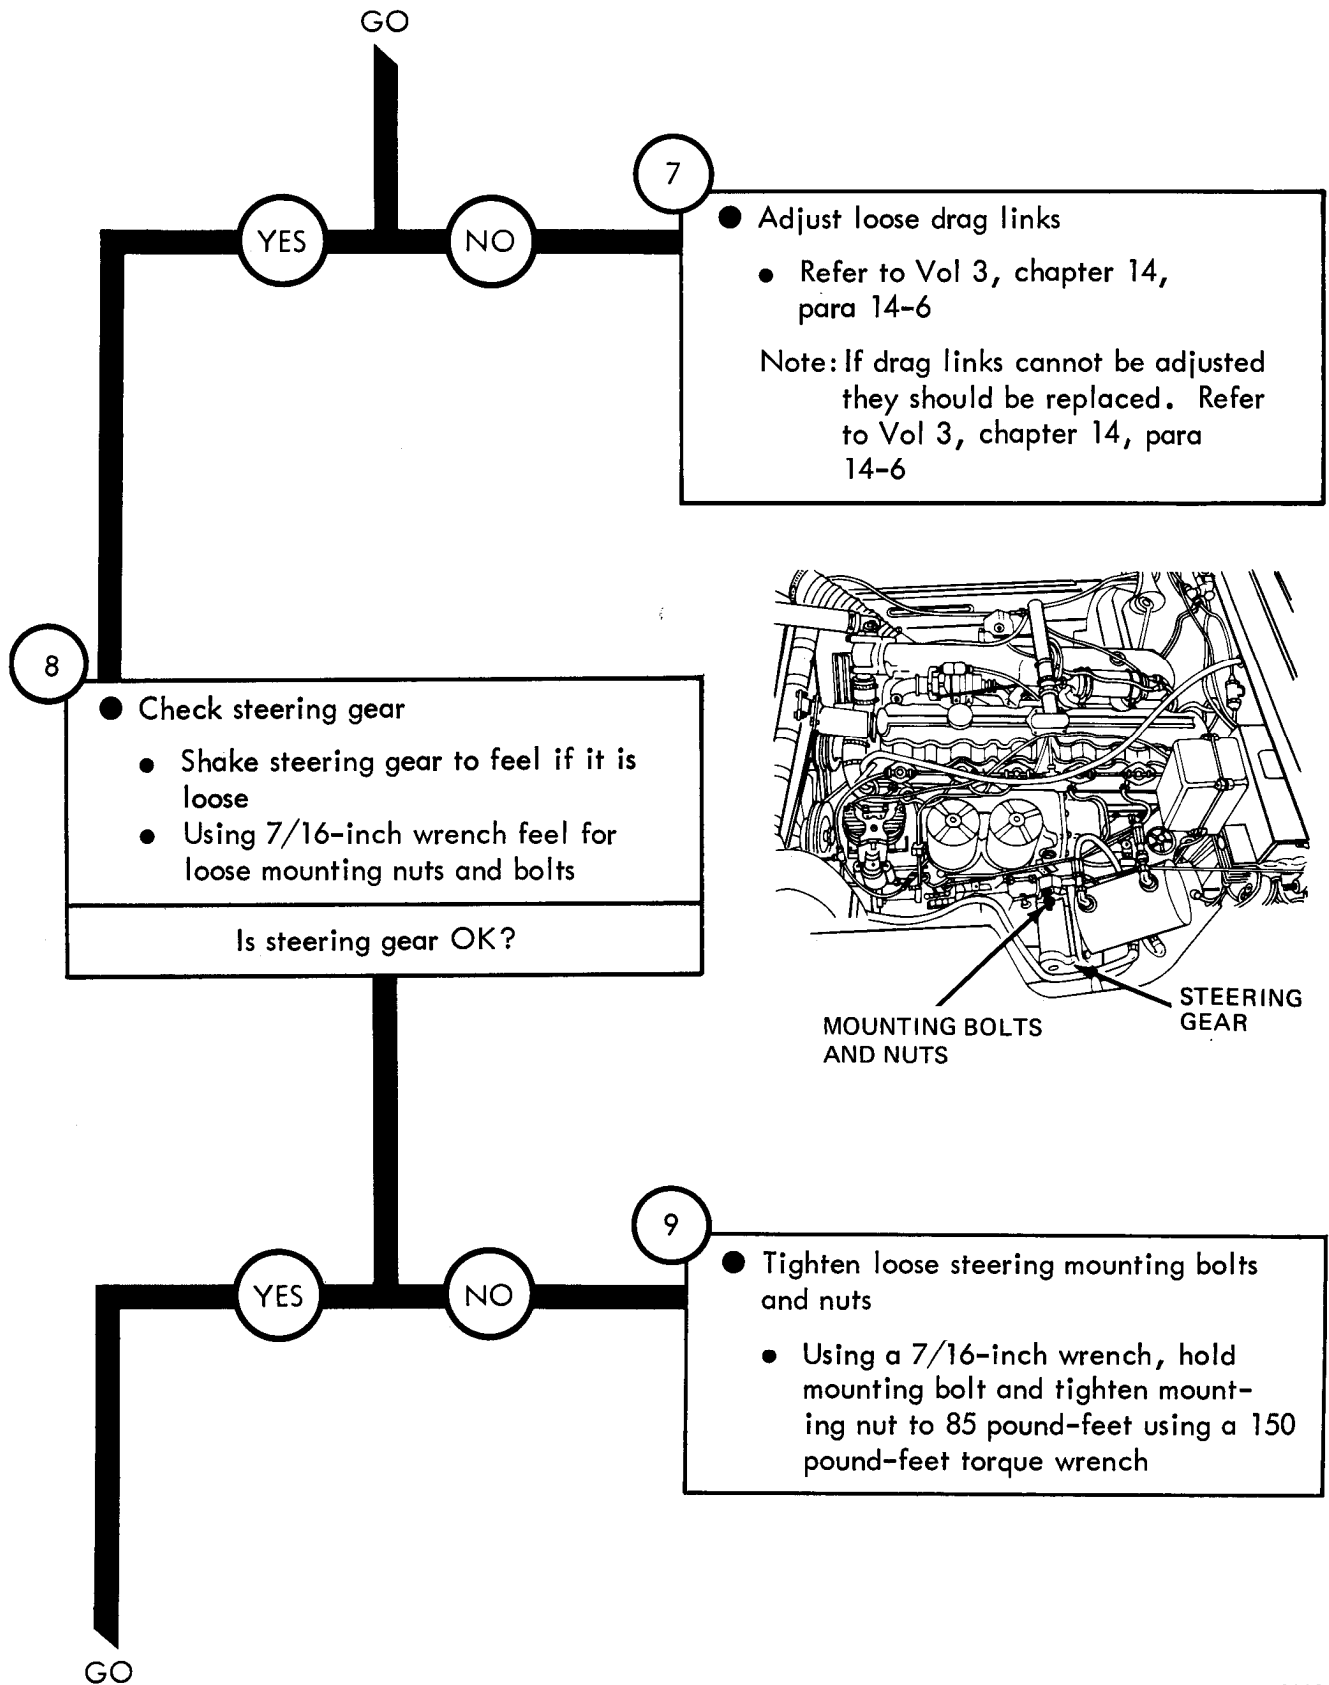 GO
7
YES
NO
● Adjust loose drag links
● Refer to Vol 3, chapter 14,
para 14-6
Note: If drag links cannot be adjusted
they should be replaced. Refer
to Vol 3, chapter 14, para
14-6
8
● Check steering gear
● Shake steering gear to feel if it is
loose
● Using 7/16-inch wrench feel for
loose mounting nuts and bolts
Is steering gear OK?
STEERING
GEAR
MOUNTING BOLTS
AND NUTS
9
YES
NO
● Tighten loose steering mounting bolts
and nuts
● Using a 7/16-inch wrench, hold
mounting bolt and tighten mount-
ing nut to 85 pound-feet using a 150
pound-feet torque wrench
GO